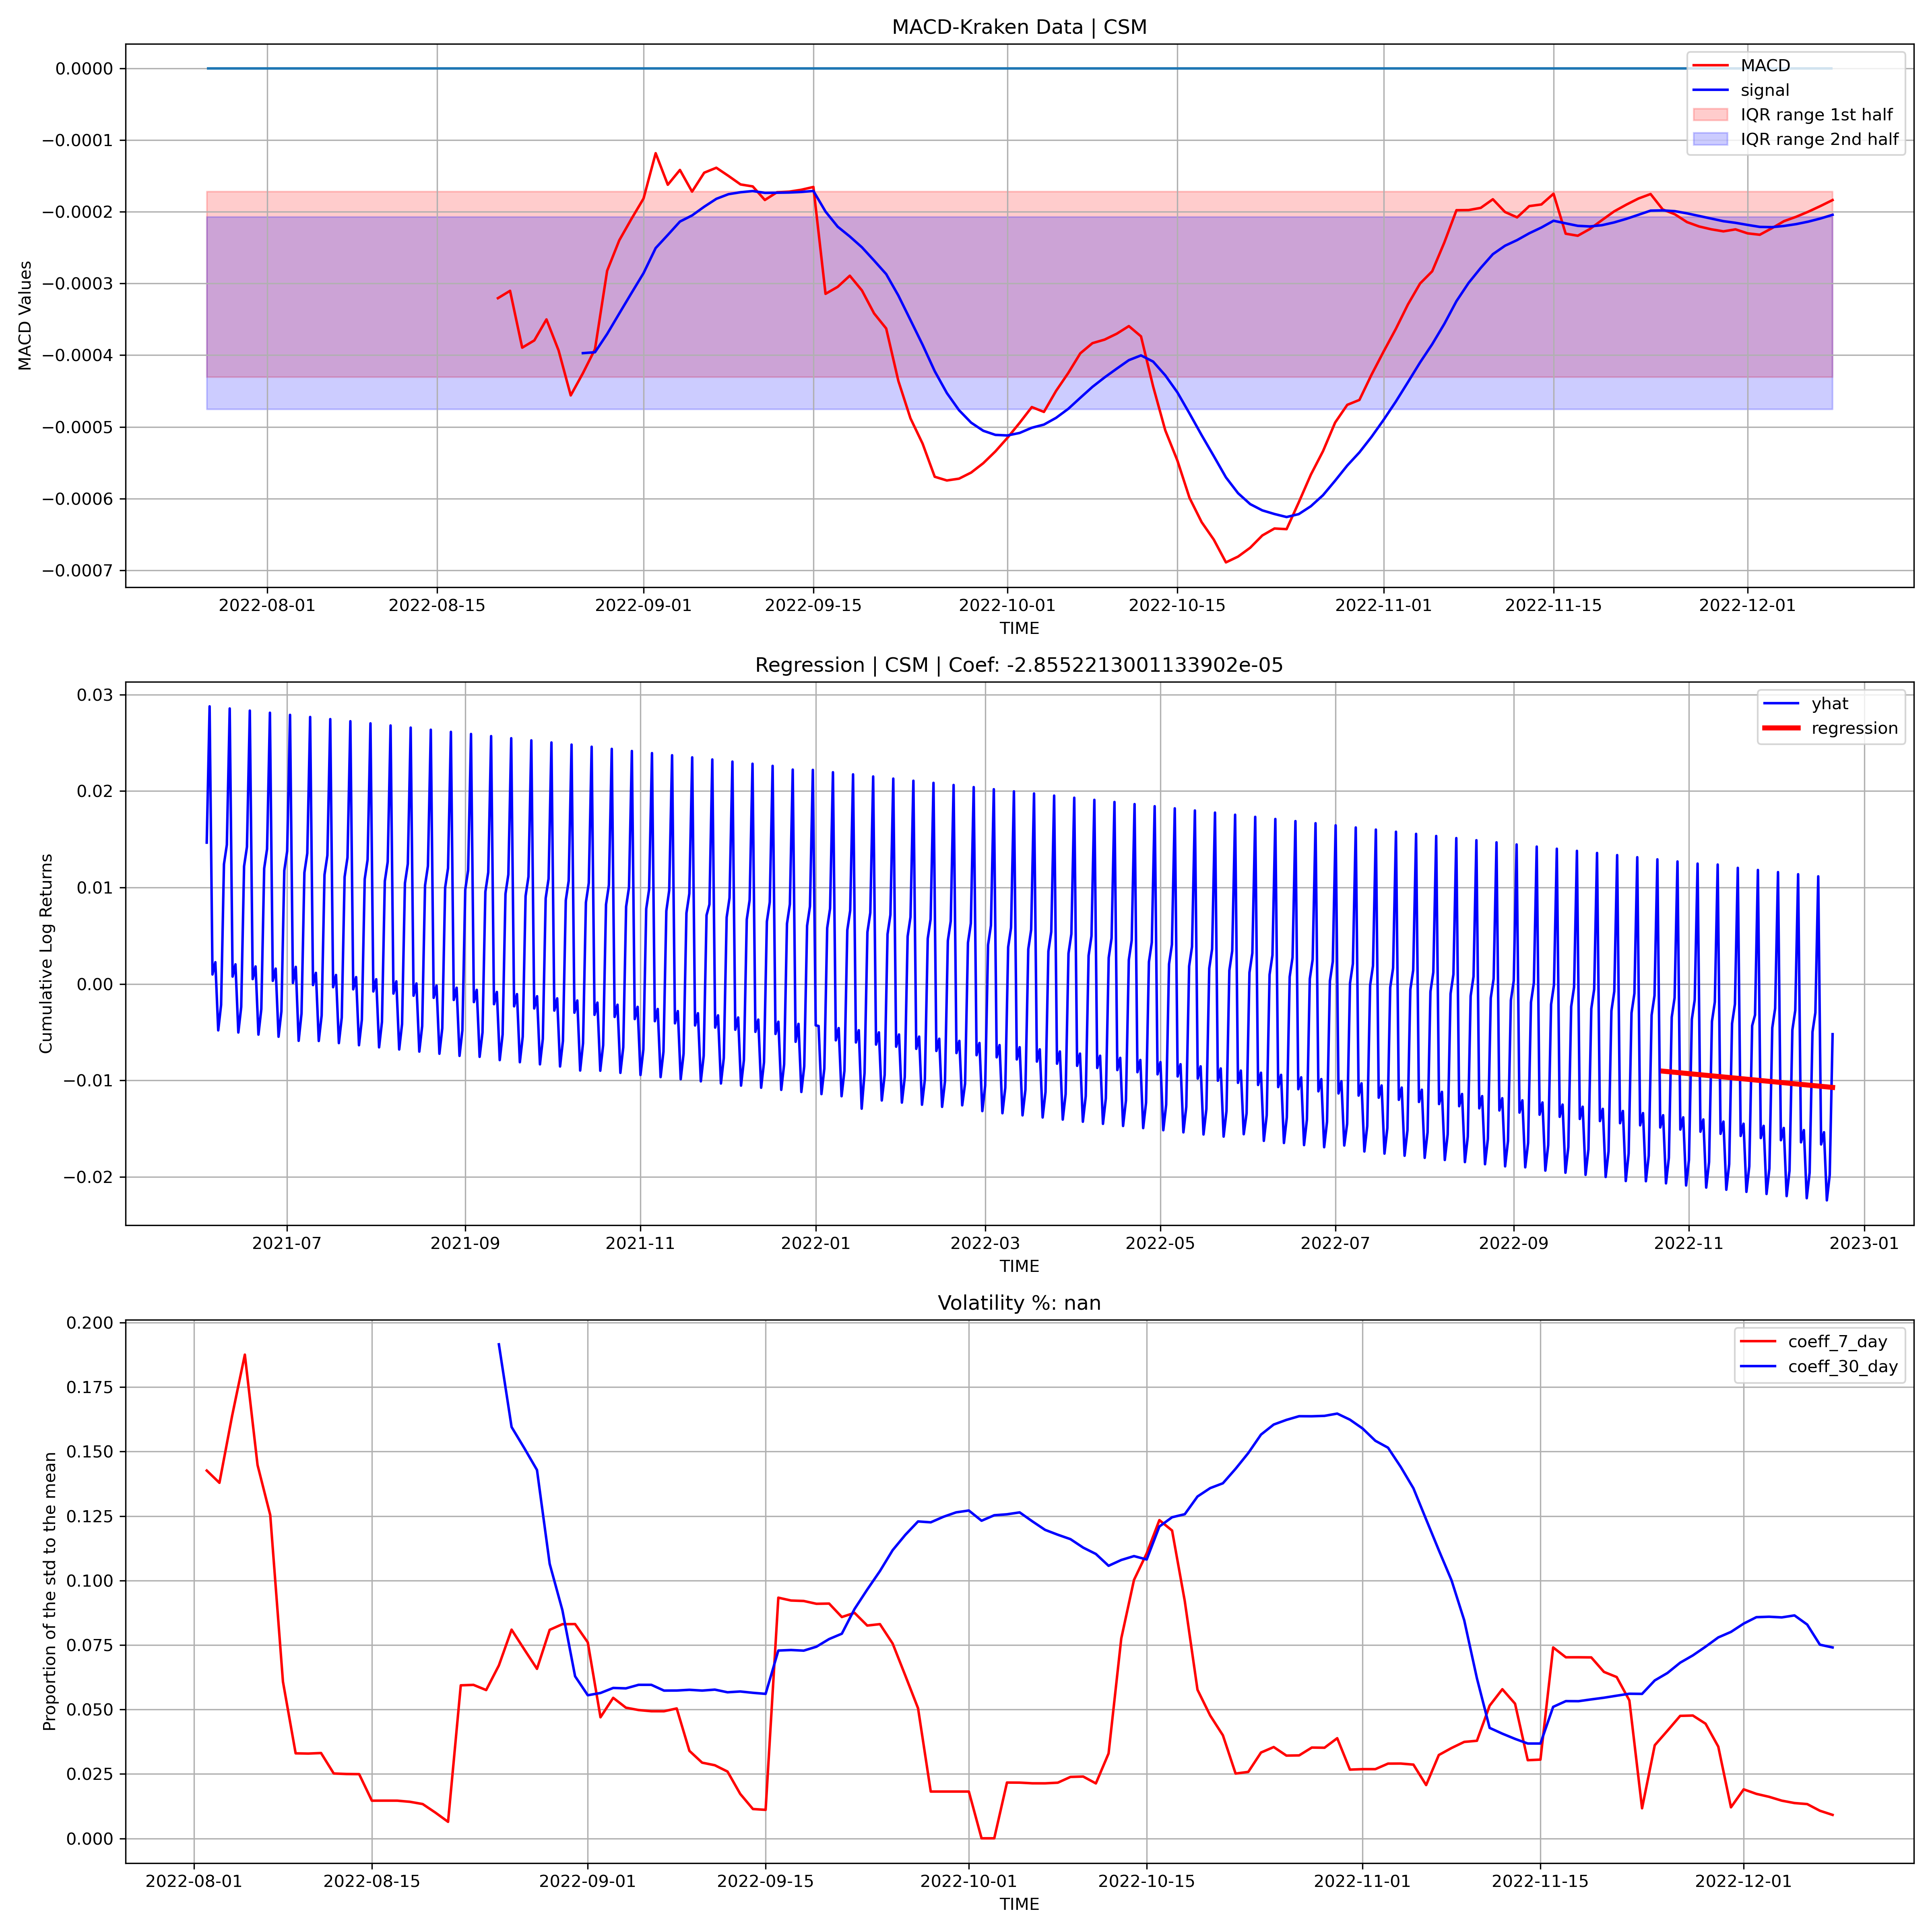 MACD-Kraken Data | CSM
MACD Values
0.0000
−0.0001
−0.0002
−0.0003
−0.0004
−0.0005
−0.0006
−0.0007
MACD
signal
IQR range 1st half
IQR range 2nd half
2022-08-01 2022-08-15 2022-09-01 2022-09-15 2022-10-01 2022-10-15 2022-11-01 2022-11-15 2022-12-01
TIME
Regression | CSM | Coef: -2.8552213001133902e-05
Cumulative Log Returns
0.03
0.02
0.01
0.00
−0.01
−0.02
yhat
regression
2021-07 2021-09 2021-11 2022-01 2022-03 2022-05 2022-07 2022-09 2022-11 2023-01
TIME
Volatility %: nan
Proportion of the std to the mean
0.200
0.175
0.150
0.125
0.100
0.075
0.050
0.025
0.000
coeff_7_day
coeff_30_day
2022-08-01 2022-08-15 2022-09-01 2022-09-15 2022-10-01 2022-10-15 2022-11-01 2022-11-15 2022-12-01
TIME